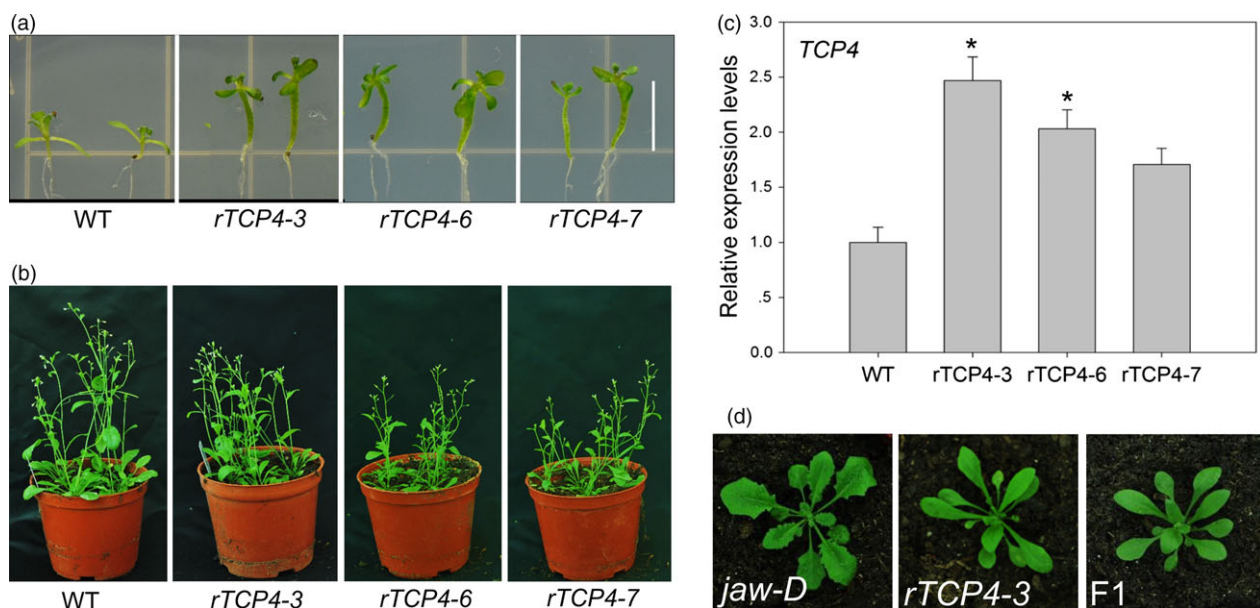 (a)
WT
rTCP4-3
rTCP4-6
rTCP4-7
(b)
WT
rTCP4-3
rTCP4-6
rTCP4-7
(c)
Relative expression levels
3.0
2.5
2.0
1.5
1.0
.5
0.0
TCP4
*
*
WT
rTCP4-3
rTCP4-6
rTCP4-7
(d)
jaw-D
rTCP4-3
F1